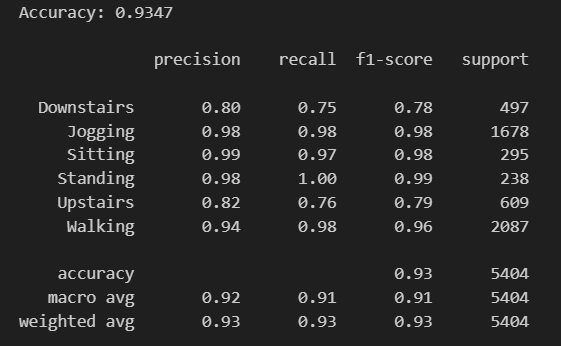 Accuracy: 0.9347
precision recall f1-score support
Downstairs 0.80 0.75 0.78 497
Jogging 0.98 0.98 0.98 1678
Sitting 0.99 0.97 0.98 295
Standing 0.98 1.00 0.99 238
Upstairs 0.82 0.76 0.79 609
Walking 0.94 0.98 0.96 2087
accuracy 0.93 5404
macro avg 0.92 0.91 0.91 5404
weighted avg 0.93 0.93 0.93 5404